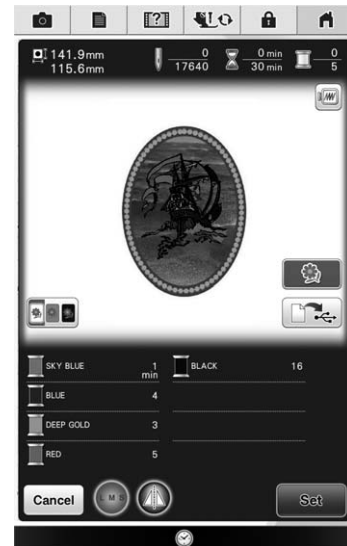 [?]
141.9mm 0 0 min 0
115.6mm 17640 30 min 5
SKY BLUE 1 min BLACK 16
BLUE 4
DEEP GOLD 3
RED 5
Cancel L M S Set